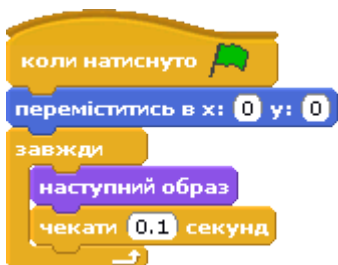 коли натиснуто
переміститись в x: 0 y: 0
завжди
наступний образ
чекати 0.1 секунд